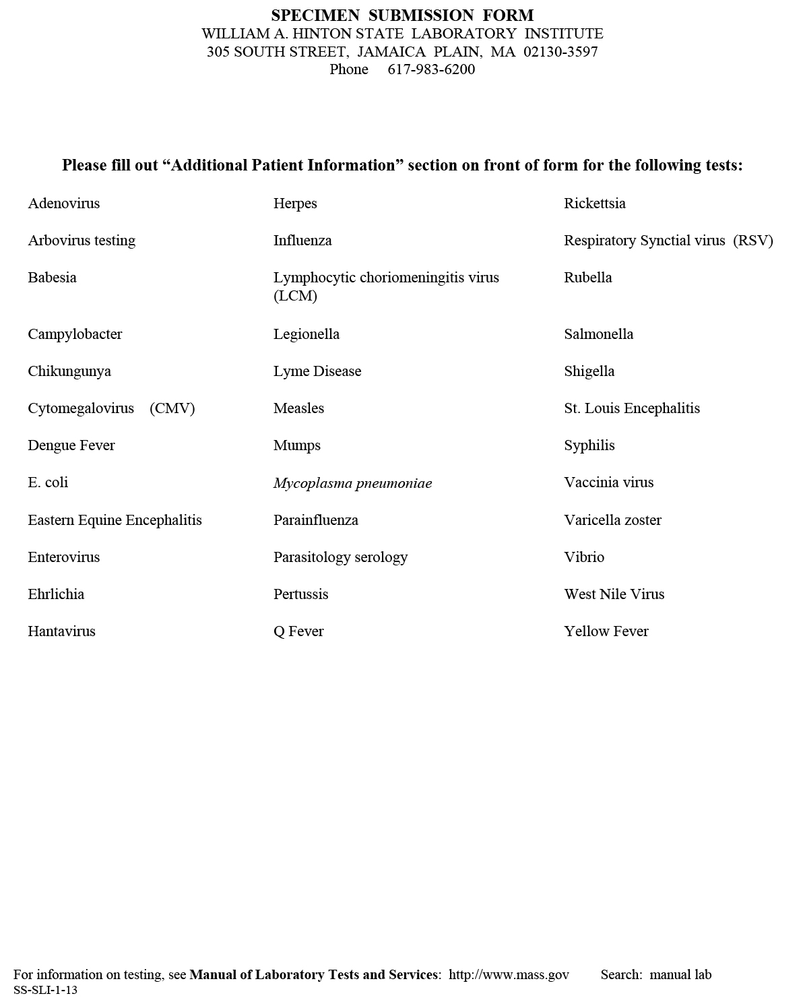 SPECIMEN SUBMISSION FORM
WILLIAM A. HINTON STATE LABORATORY INSTITUTE
305 SOUTH STREET, JAMAICA PLAIN, MA 02130-3597
Phone 617-983-6200
Please fill out “Additional Patient Information” section on front of form for the following tests:
Adenovirus Herpes Rickettsia
Arbovirus testing Influenza Respiratory Synctial virus (RSV)
Babesia Lymphocytic choriomeningitis virus Rubella
(LCM)
Campylobacter Legionella Salmonella
Chikungunya Lyme Disease Shigella
Cytomegalovirus (CMV) Measles St. Louis Encephalitis
Dengue Fever Mumps Syphilis
E. coli Mycoplasma pneumoniae Vaccinia virus
Eastern Equine Encephalitis Parainfluenza Varicella zoster
Enterovirus Parasitology serology Vibrio
Ehrlichia Pertussis West Nile Virus
Hantavirus Q Fever Yellow Fever
For information on testing, see Manual of Laboratory Tests and Services: http://www.mass.gov Search: manual lab
SS-SLI-1-13